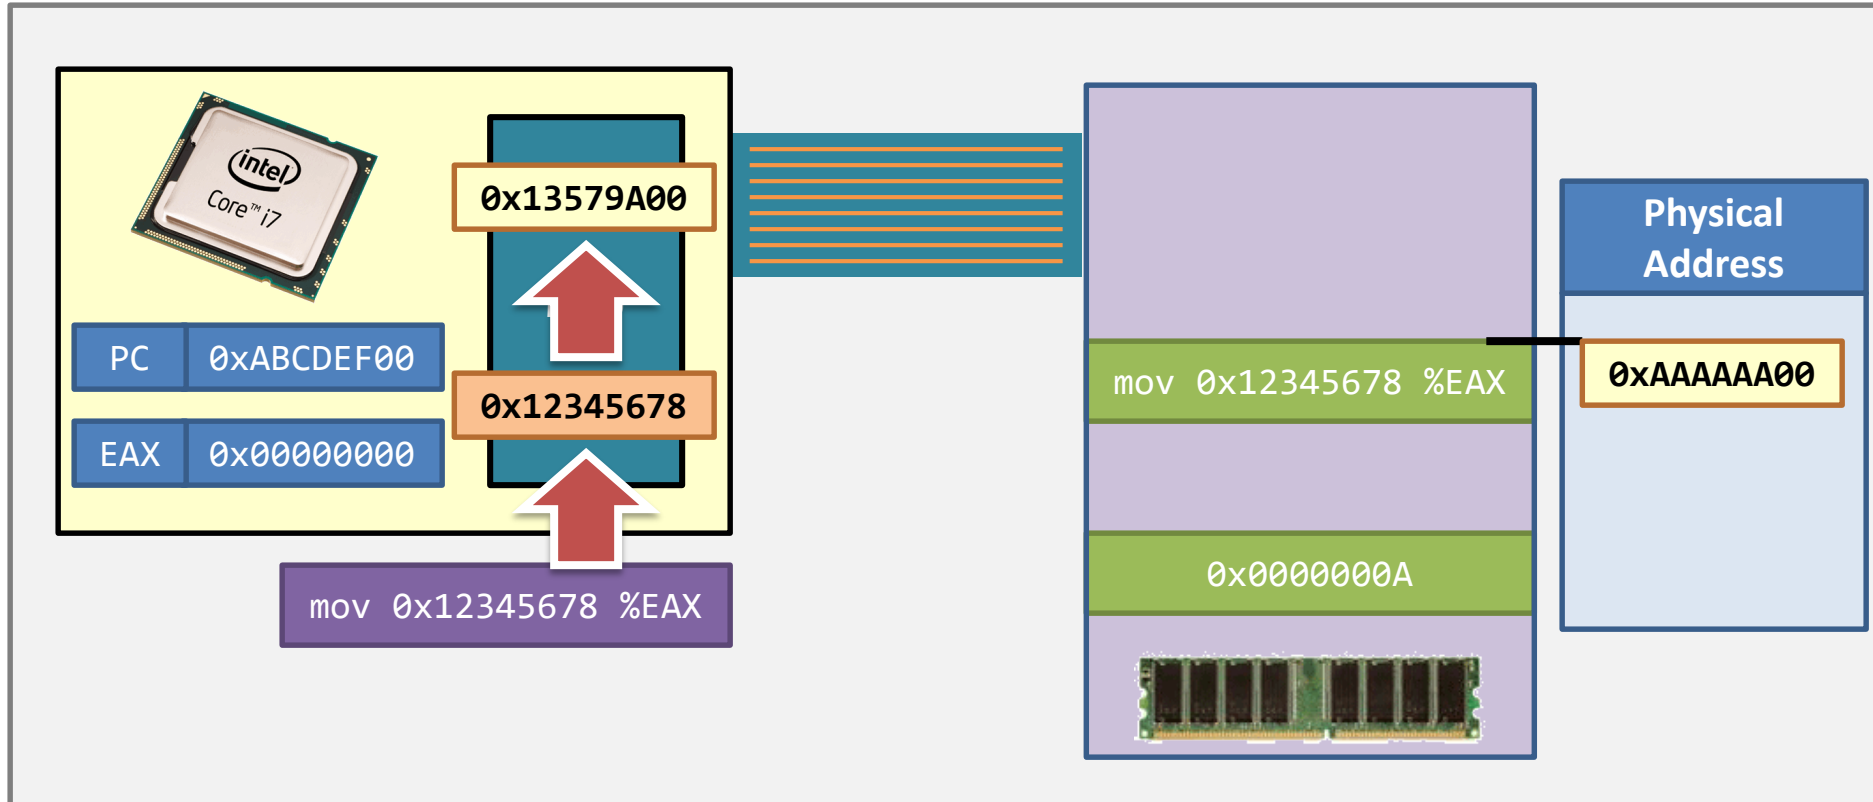 intel
Core™ i7
0x13579A00
PC 0xABCDEF00
0x12345678
EAX 0x00000000
mov 0x12345678 %EAX
mov 0x12345678 %EAX
0x0000000A
Physical
Address
0xAAAAAA00